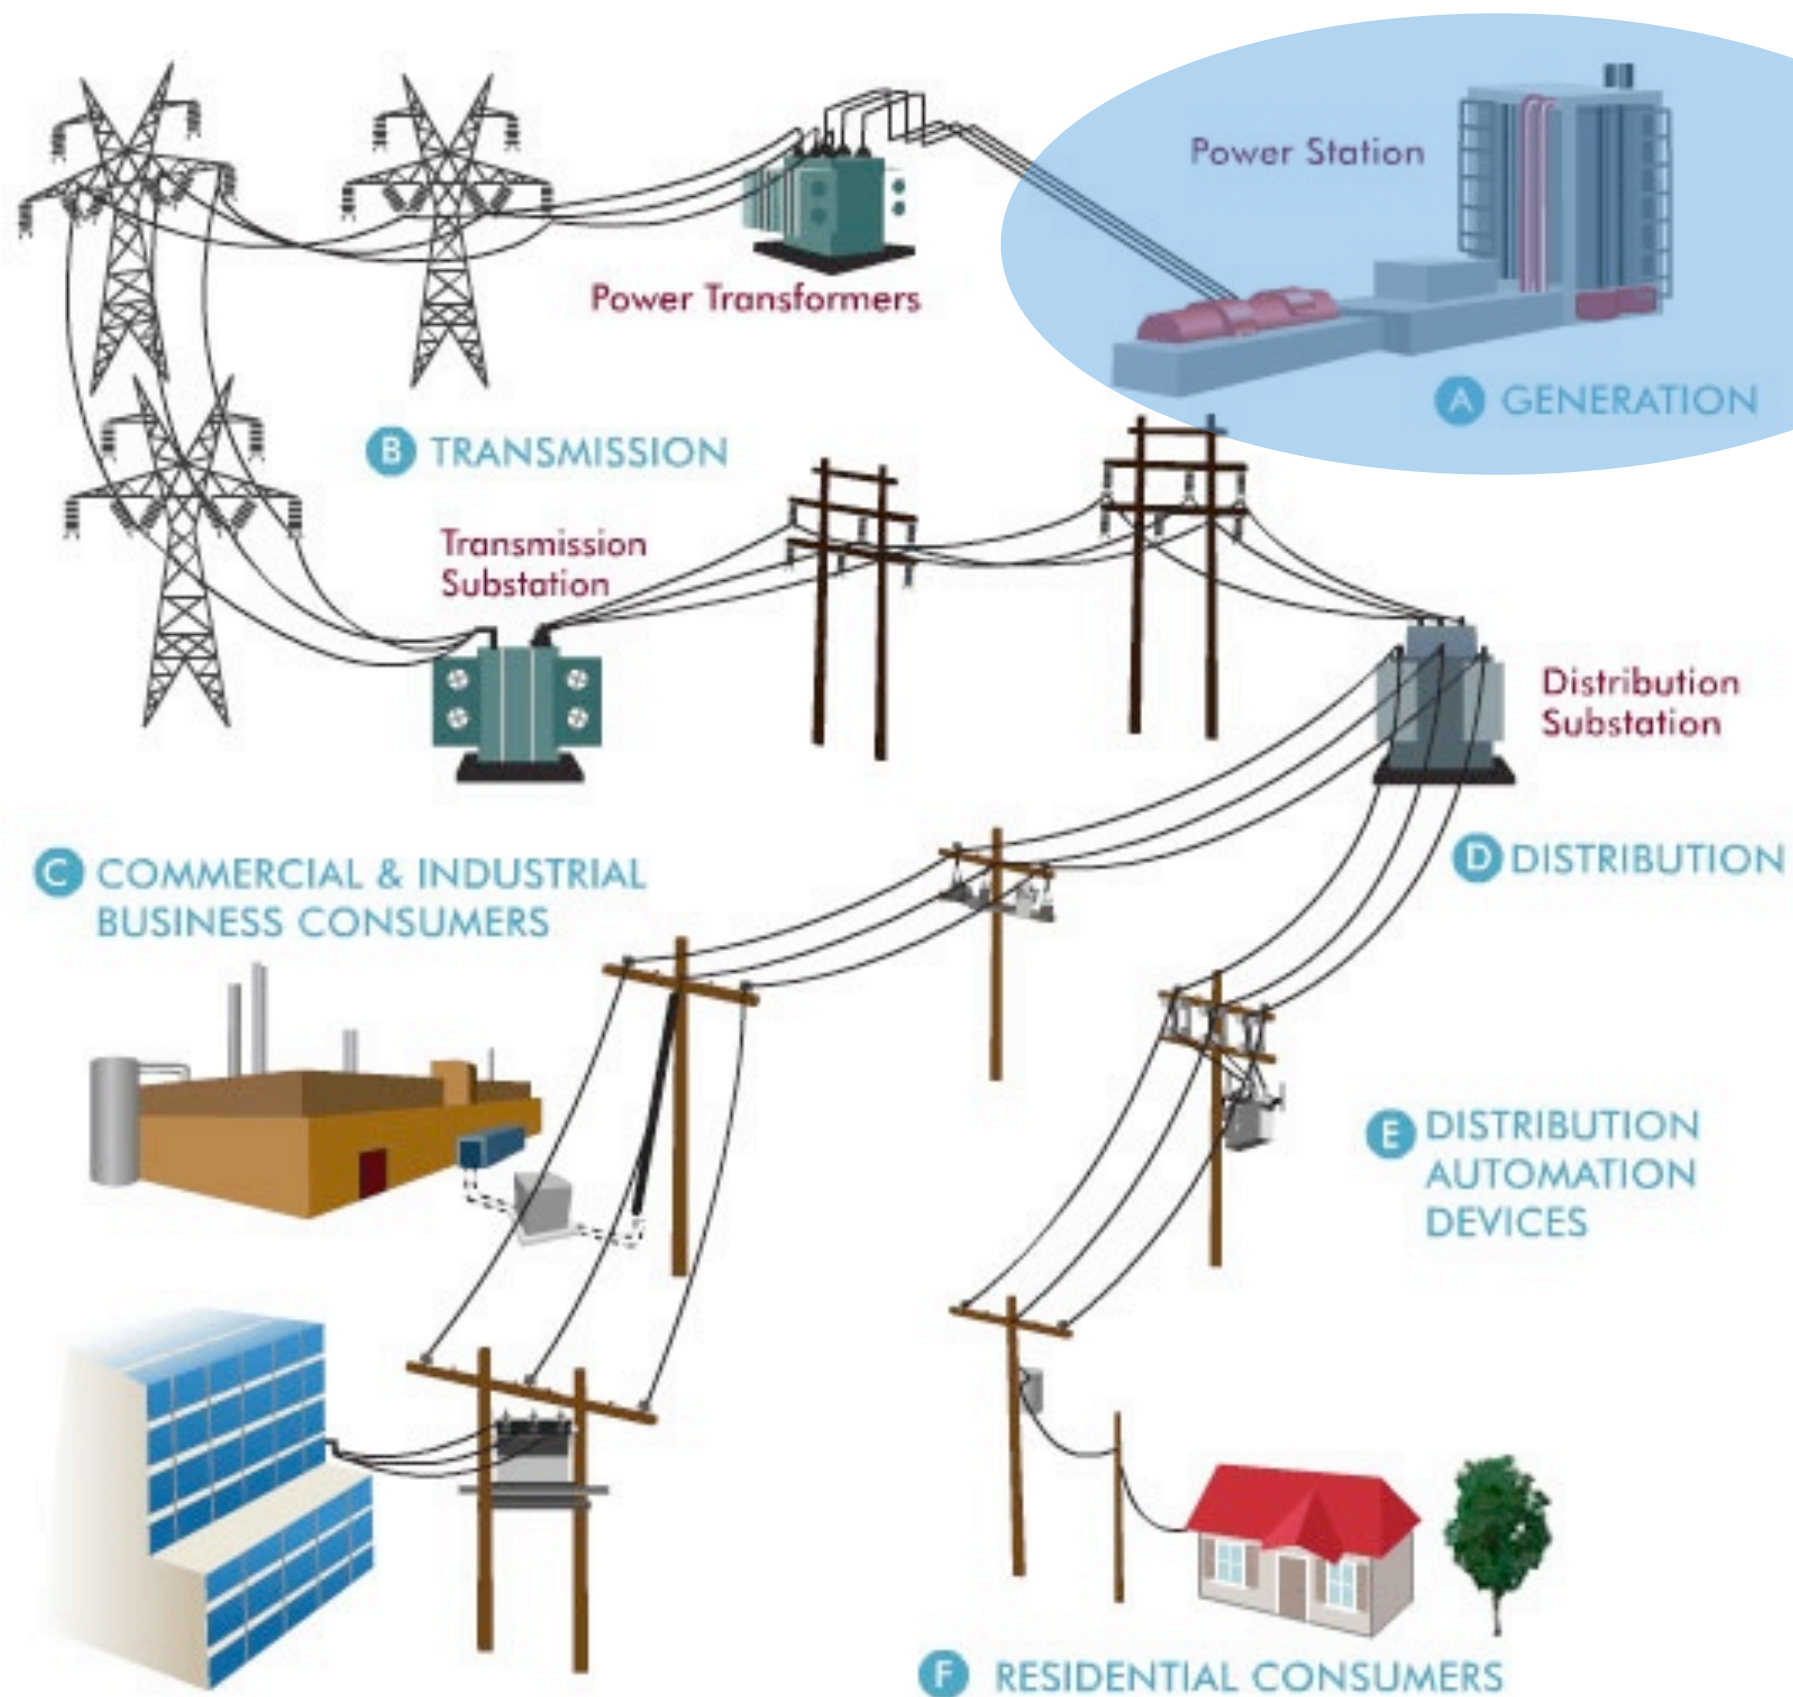 Power Station
Power Transformers
A GENERATION
B TRANSMISSION
Transmission
Substation
Distribution
Substation
D DISTRIBUTION
C COMMERCIAL & INDUSTRIAL
BUSINESS CONSUMERS
E DISTRIBUTION
AUTOMATION
DEVICES
F RESIDENTIAL CONSUMERS